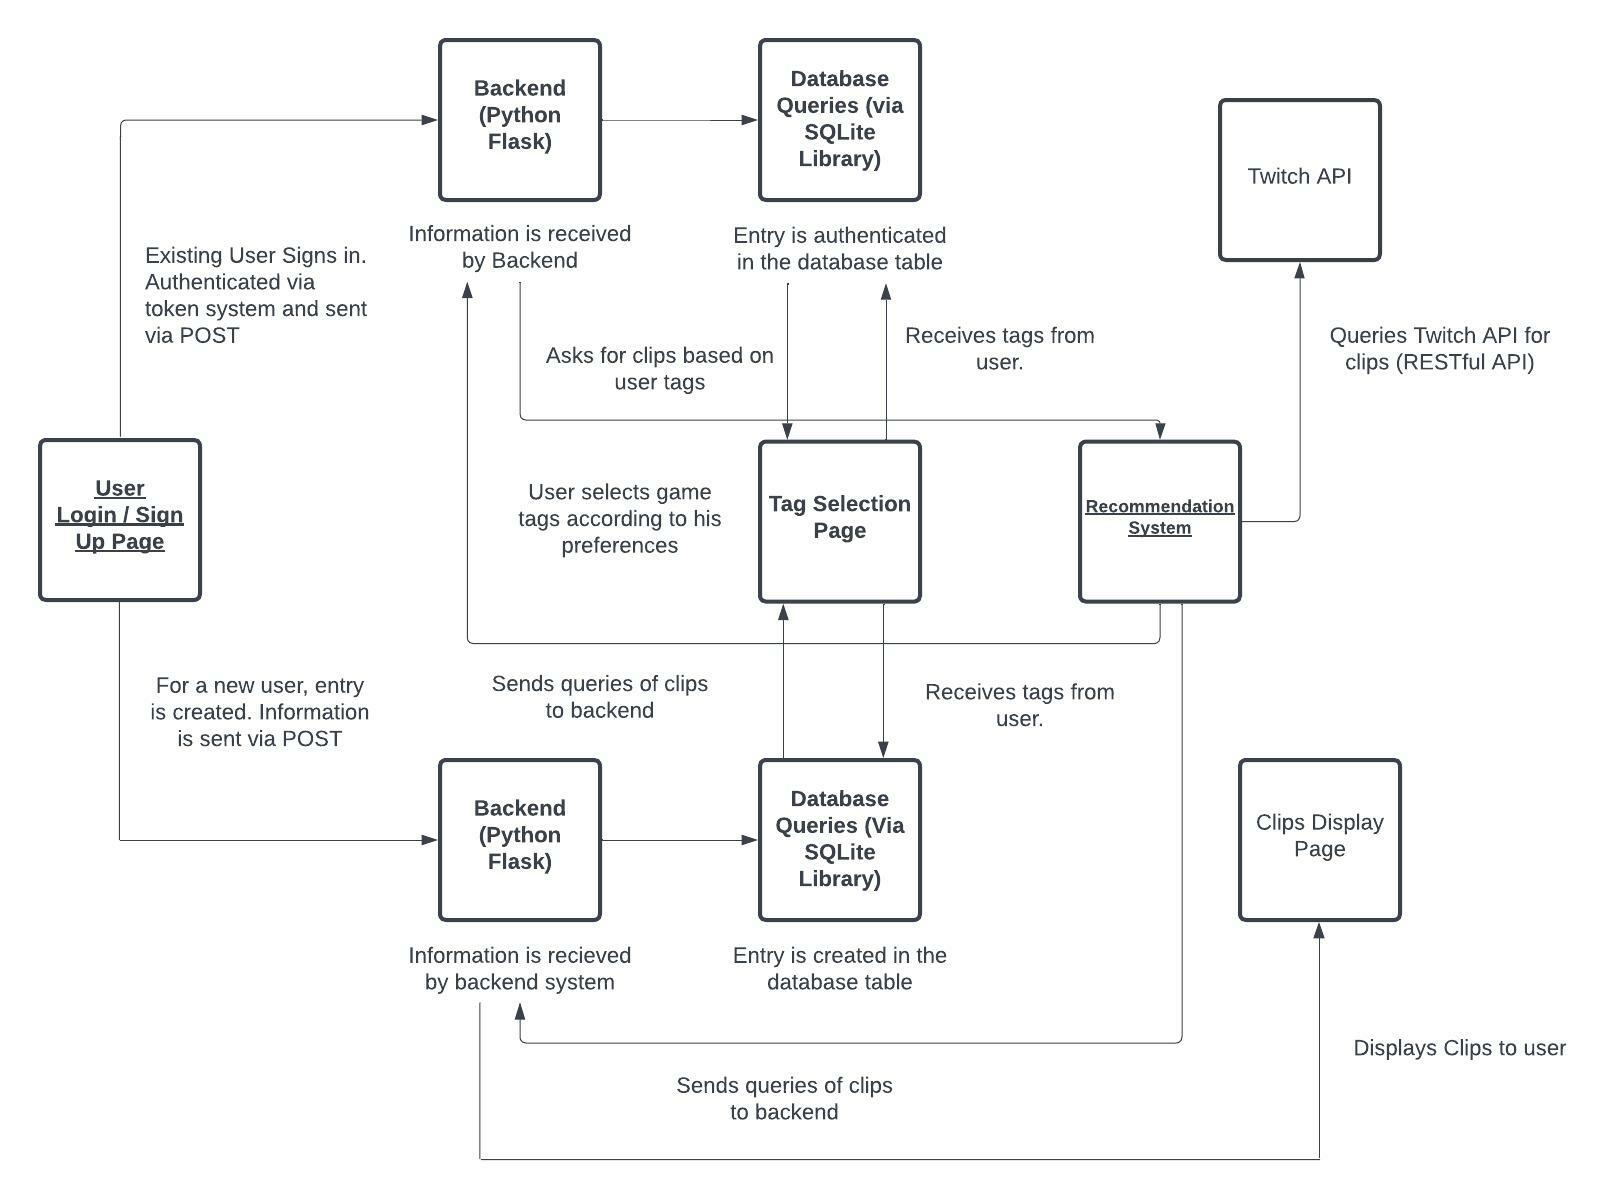 Backend
(Python
Flask)
Database
Queries (via
SQLite
Library)
Twitch API
Information is received
by Backend
Entry is authenticated
in the database table
Existing User Signs in.
Authenticated via
token system and sent
via POST
Asks for clips based on
user tags
Receives tags from
user.
Queries Twitch API for
clips (RESTful API)
User
Login / Sign
Up Page
User selects game
tags according to his
preferences
Tag Selection
Page
Recommendation
System
For a new user, entry
is created. Information
is sent via POST
Sends queries of clips
to backend
Receives tags from
user.
Backend
(Python
Flask)
Database
Queries (Via
SQLite
Library)
Clips Display
Page
Information is recieved
by backend system
Entry is created in the
database table
Displays Clips to user
Sends queries of clips
to backend